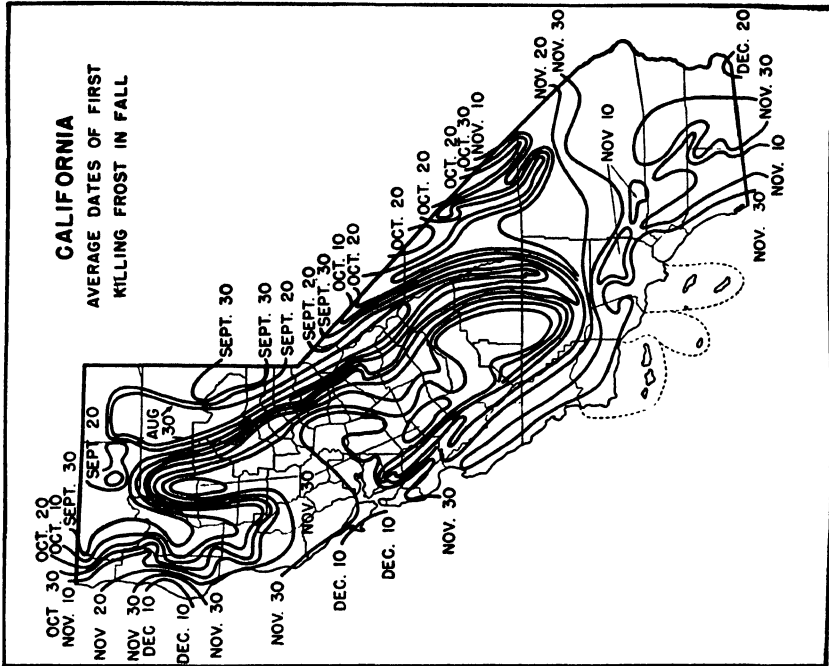 CALIFORNIA
AVERAGE DATES OF FIRST
KILLING FROST IN FALL
OCT 30
NOV. 10
OCT. 20
OCT. 10
SEPT. 30
SEPT 20
AUG
30
SEPT. 30
SEPT. 30
SEPT. 20
SEPT. 20
SEPT. 30
OCT. 10
OCT. 20
OCT. 20
OCT. 20
OCT. 20
OCT. 30
NOV. 10
NOV. 20
NOV. 30
NOV 20
NOV. 30
DEC. 10
DEC. 10
NOV. 30
NOV. 30
NOV. 30
DEC. 10
DEC. 10
NOV. 30
NOV 10
DEC. 20
NOV. 30
NOV. 10
NOV. 10
NOV. 30